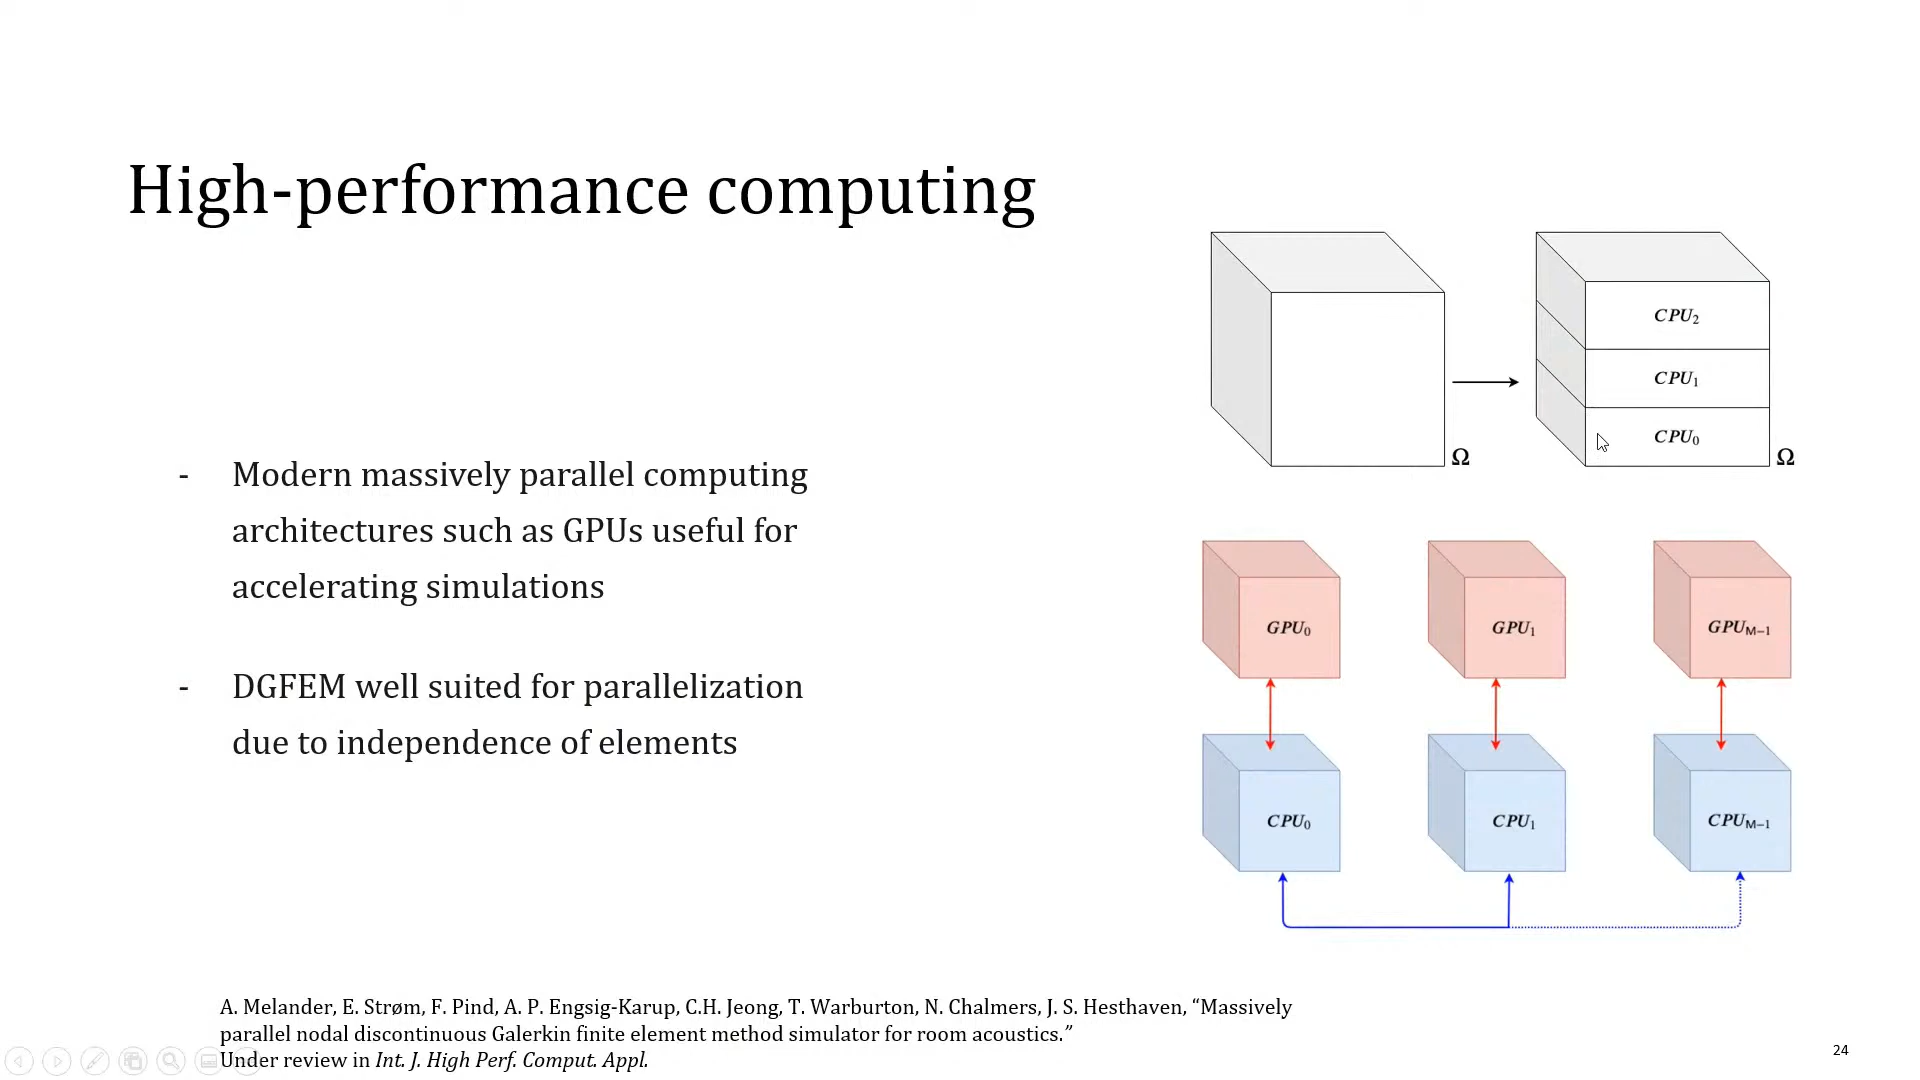 High-performance computing
- Modern massively parallel computing
architectures such as GPUs useful for
accelerating simulations
- DGFEM well suited for parallelization
due to independence of elements
CPU₂
CPU₁
CPU₀
Ω
Ω
GPU₀
GPU₁
GPU_M−1
CPU₀
CPU₁
CPU_M−1
A. Melander, E. Strøm, F. Pind, A. P. Engsig-Karup, C.H. Jeong, T. Warburton, N. Chalmers, J. S. Hesthaven, “Massively
parallel nodal discontinuous Galerkin finite element method simulator for room acoustics.”
Under review in Int. J. High Perf. Comput. Appl.
24